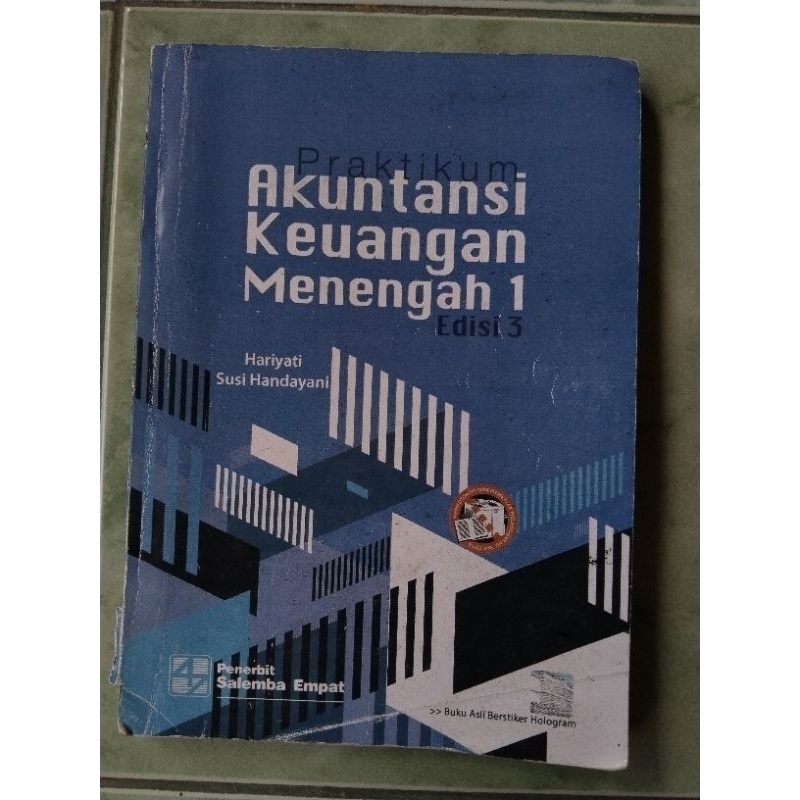 Praktikum
Akuntansi
Keuangan
Menengah 1
Edisi 3
Hariyati
Susi Handayani
Penerbit
Salemba Empat
>> Buku Asli Berstiker Hologram